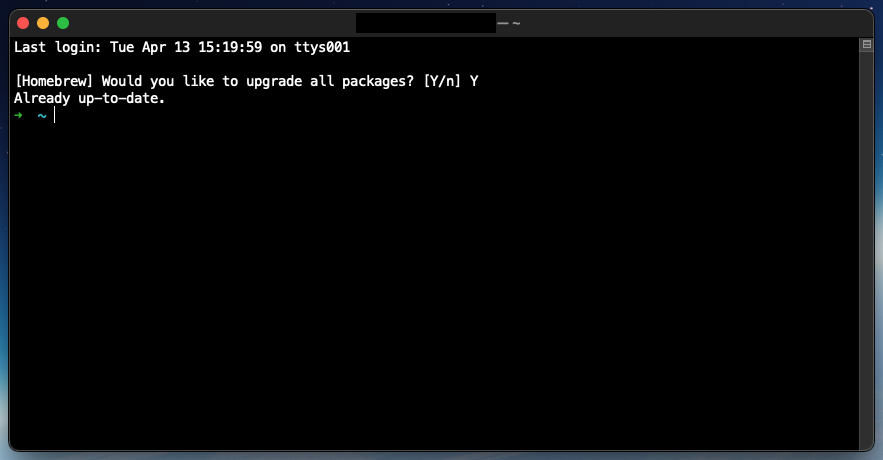 — ~
Last login: Tue Apr 13 15:19:59 on ttys001
[Homebrew] Would you like to upgrade all packages? [Y/n] Y
Already up-to-date.
➜ ~